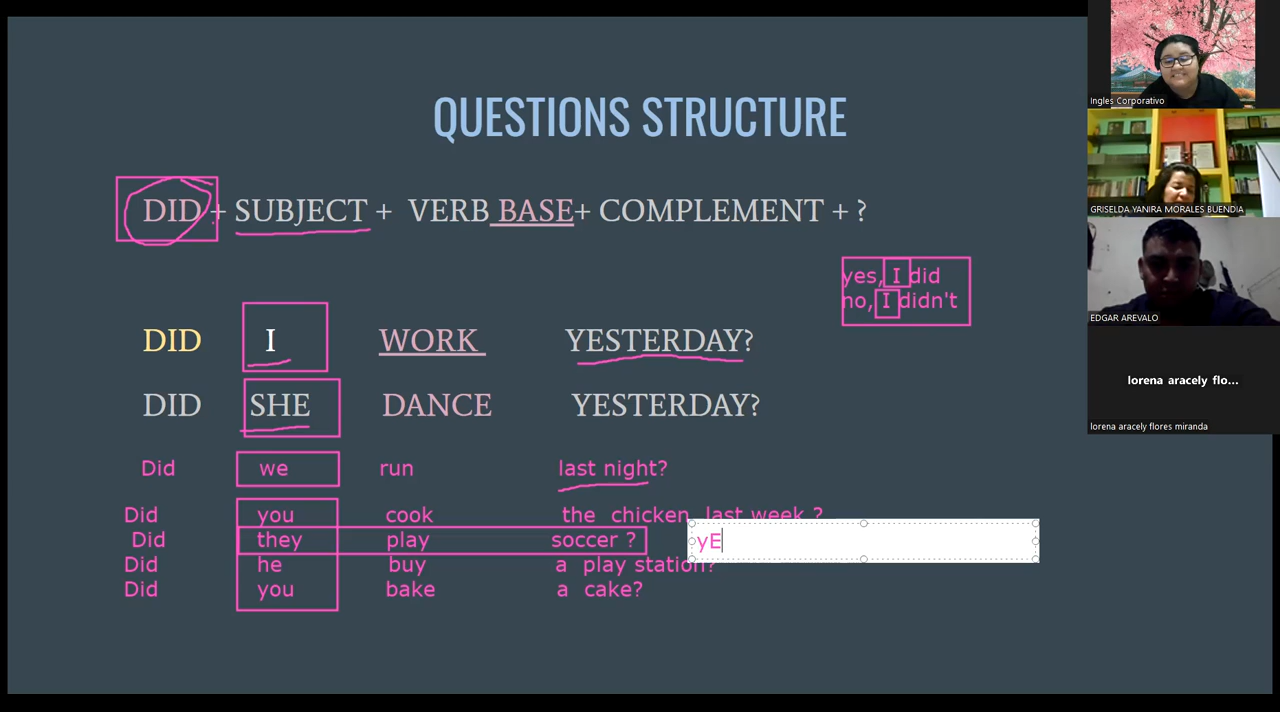 QUESTIONS STRUCTURE
DID + SUBJECT + VERB BASE+ COMPLEMENT + ?
yes, I did
no, I didn't
DID I WORK YESTERDAY?
DID SHE DANCE YESTERDAY?
Did we run last night?
Did you cook the chicken last week ?
Did they play soccer ? yE
Did he buy a play station?
Did you bake a cake?
Ingles Corporativo
GRISELDA YANIRA MORALES BUENDIA
EDGAR AREVALO
lorena aracely flo...
lorena aracely flores miranda